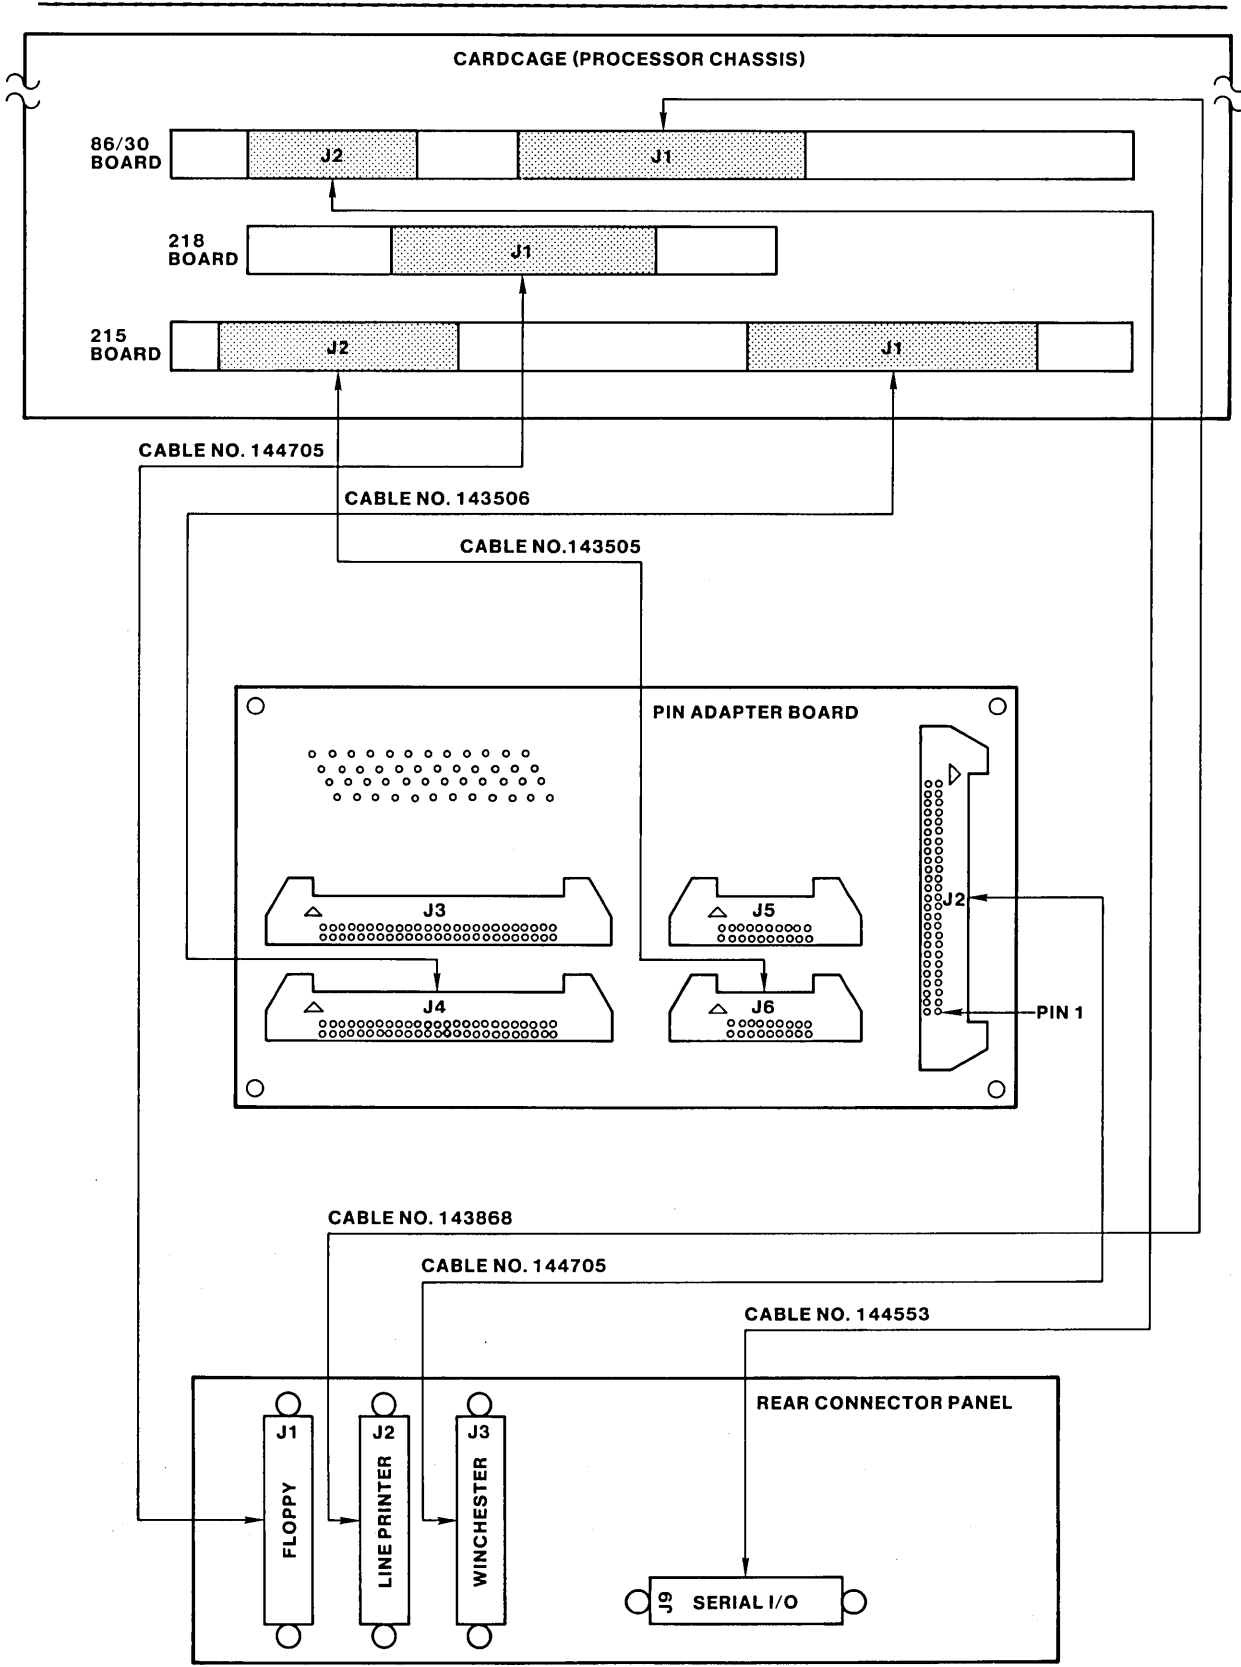 CARDCAGE (PROCESSOR CHASSIS)
86/30
BOARD
J2
J1
218
BOARD
J1
215
BOARD
J2
J1
CABLE NO. 144705
CABLE NO. 143506
CABLE NO.143505
PIN ADAPTER BOARD
J3
J5
J2
J4
J6
PIN 1
CABLE NO. 143868
CABLE NO. 144705
CABLE NO. 144553
REAR CONNECTOR PANEL
J1
FLOPPY
J2
LINE PRINTER
J3
WINCHESTER
J9
SERIAL I/O